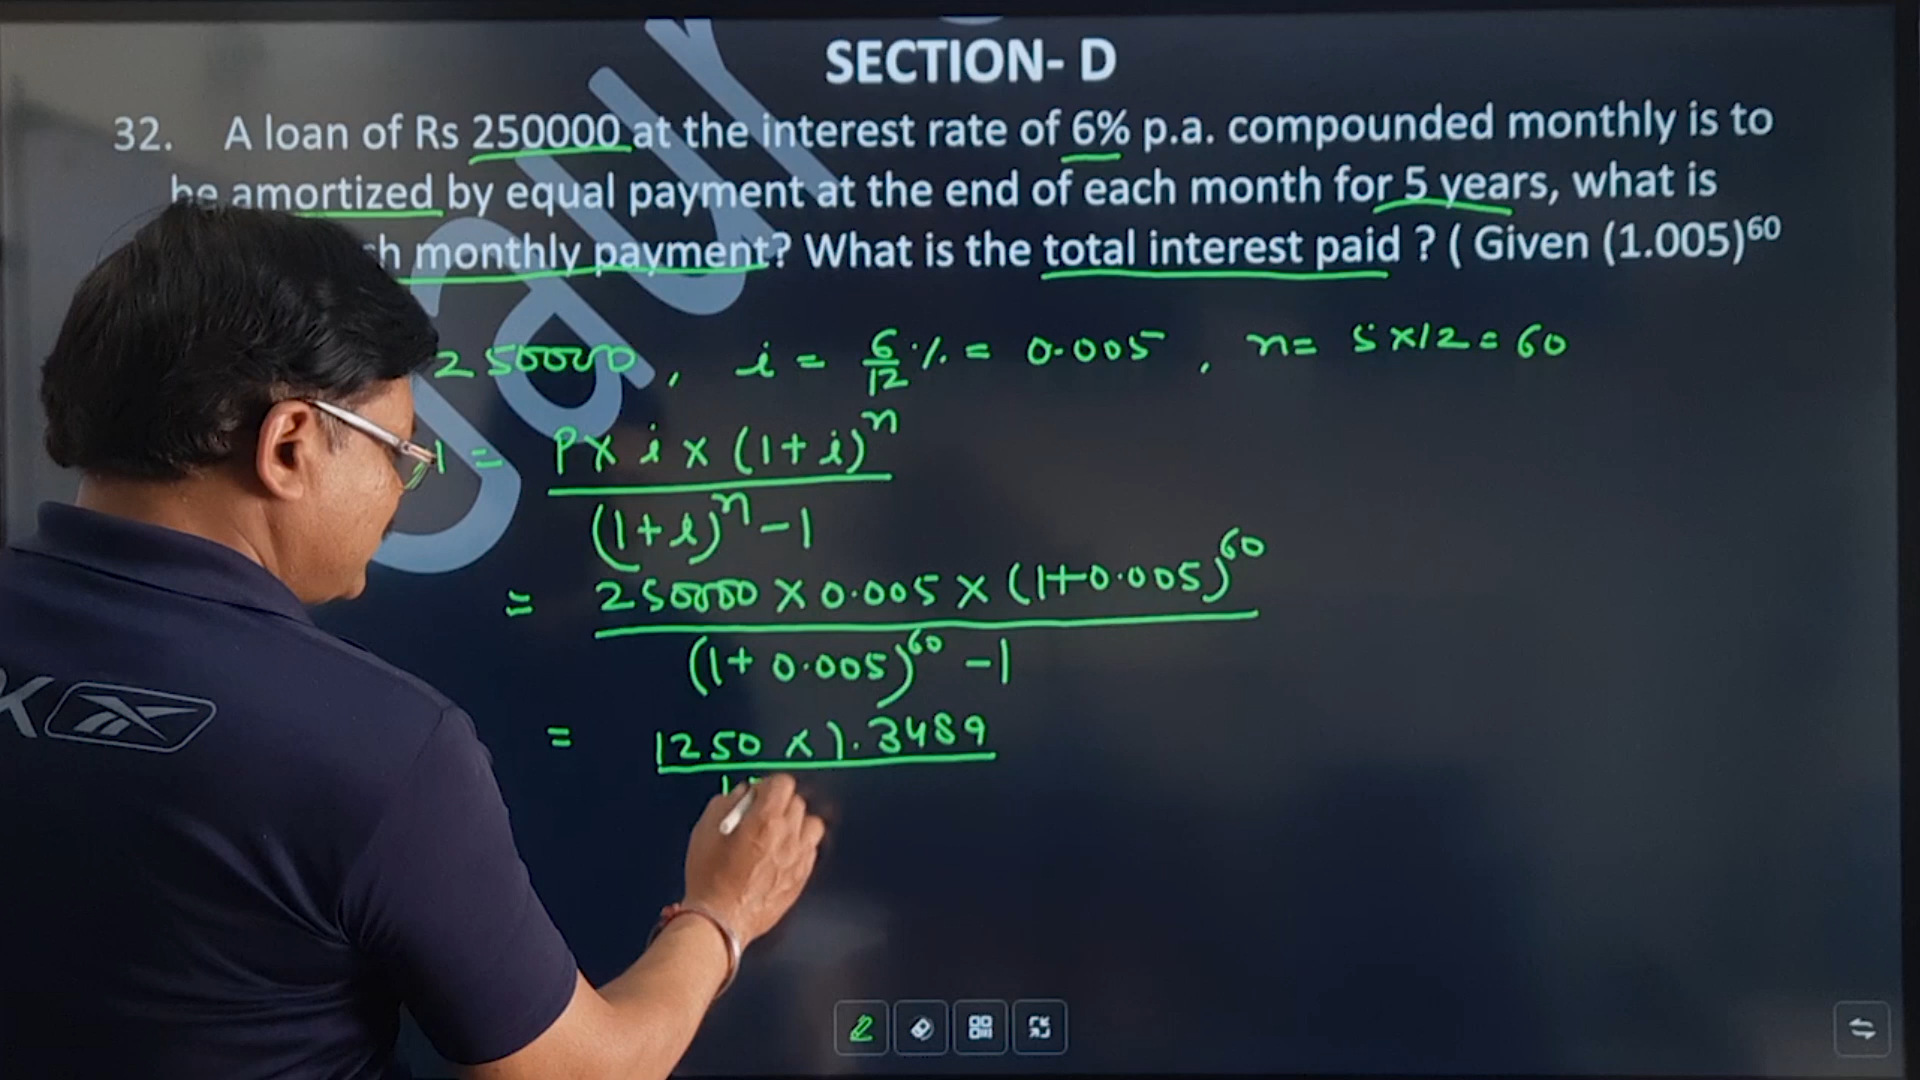 SECTION- D
32. A loan of Rs 250000 at the interest rate of 6% p.a. compounded monthly is to
be amortized by equal payment at the end of each month for 5 years, what is
monthly payment? What is the total interest paid ? ( Given (1.005)^60
250000 , i = 6/12 % = 0.005 , n = 5 × 12 = 60
= P × i × (1+i)^n / (1+i)^n - 1
= 250000 × 0.005 × (1+0.005)^60 / (1+ 0.005)^60 - 1
= 1250 × 1.3489